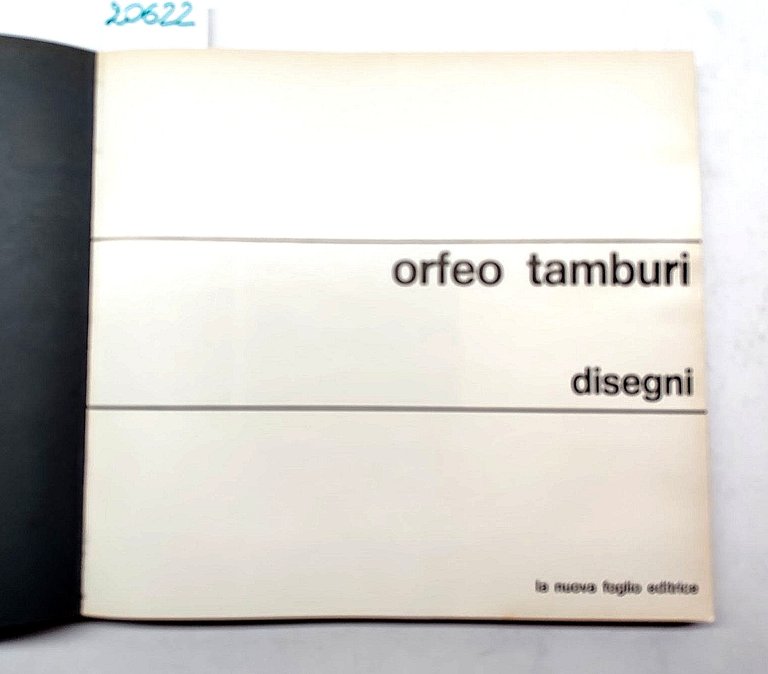 20622
orfeo tamburi
disegni
la nuova foglio editrice